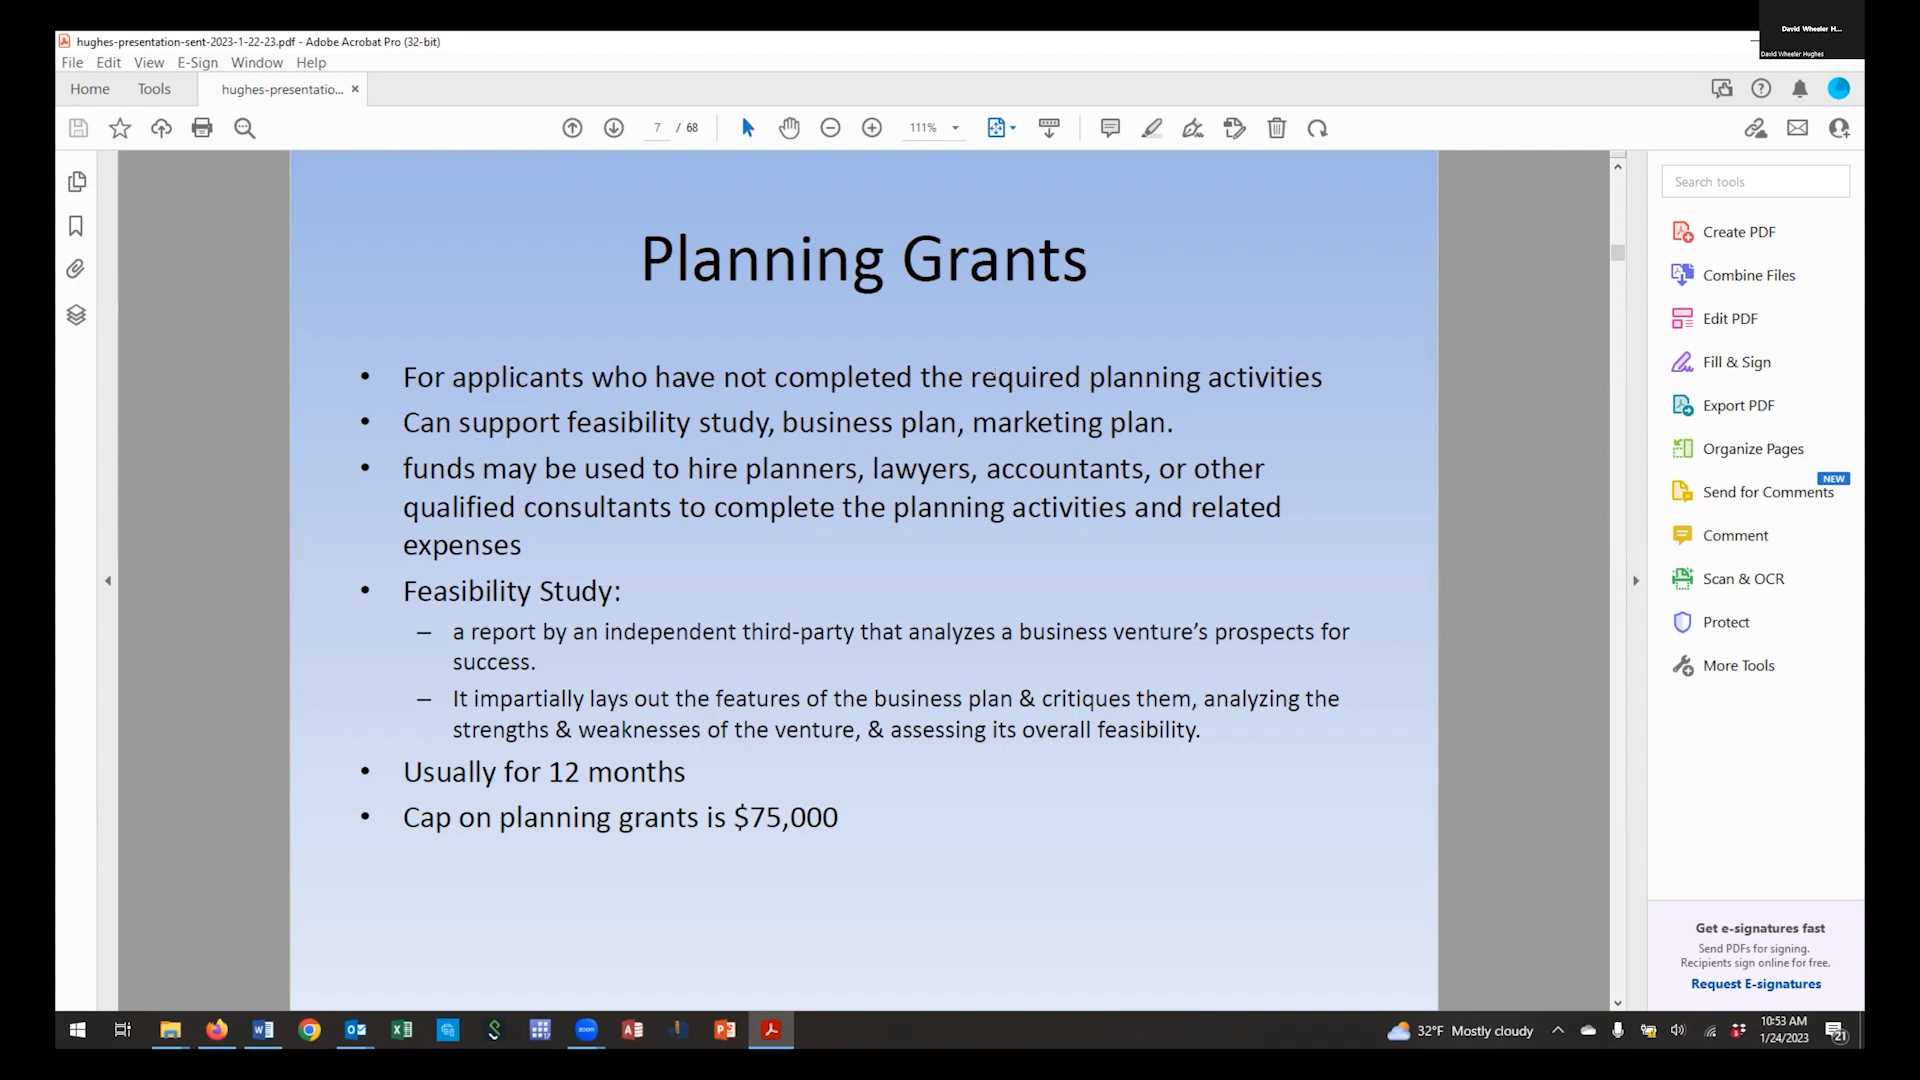 David Wheeler H...
David Wheeler Hughes
hughes-presentation-sent-2023-1-22-23.pdf - Adobe Acrobat Pro (32-bit)
File Edit View E-Sign Window Help
Home Tools hughes-presentatio... ×
7 / 68 111%
Search tools
Create PDF
Combine Files
Edit PDF
Fill & Sign
Export PDF
Organize Pages
NEW
Send for Comments
Comment
Scan & OCR
Protect
More Tools
Planning Grants
• For applicants who have not completed the required planning activities
• Can support feasibility study, business plan, marketing plan.
• funds may be used to hire planners, lawyers, accountants, or other
qualified consultants to complete the planning activities and related
expenses
• Feasibility Study:
– a report by an independent third-party that analyzes a business venture’s prospects for
success.
– It impartially lays out the features of the business plan & critiques them, analyzing the
strengths & weaknesses of the venture, & assessing its overall feasibility.
• Usually for 12 months
• Cap on planning grants is $75,000
Get e-signatures fast
Send PDFs for signing.
Recipients sign online for free.
Request E-signatures
32°F Mostly cloudy
10:53 AM
1/24/2023
21
zoom